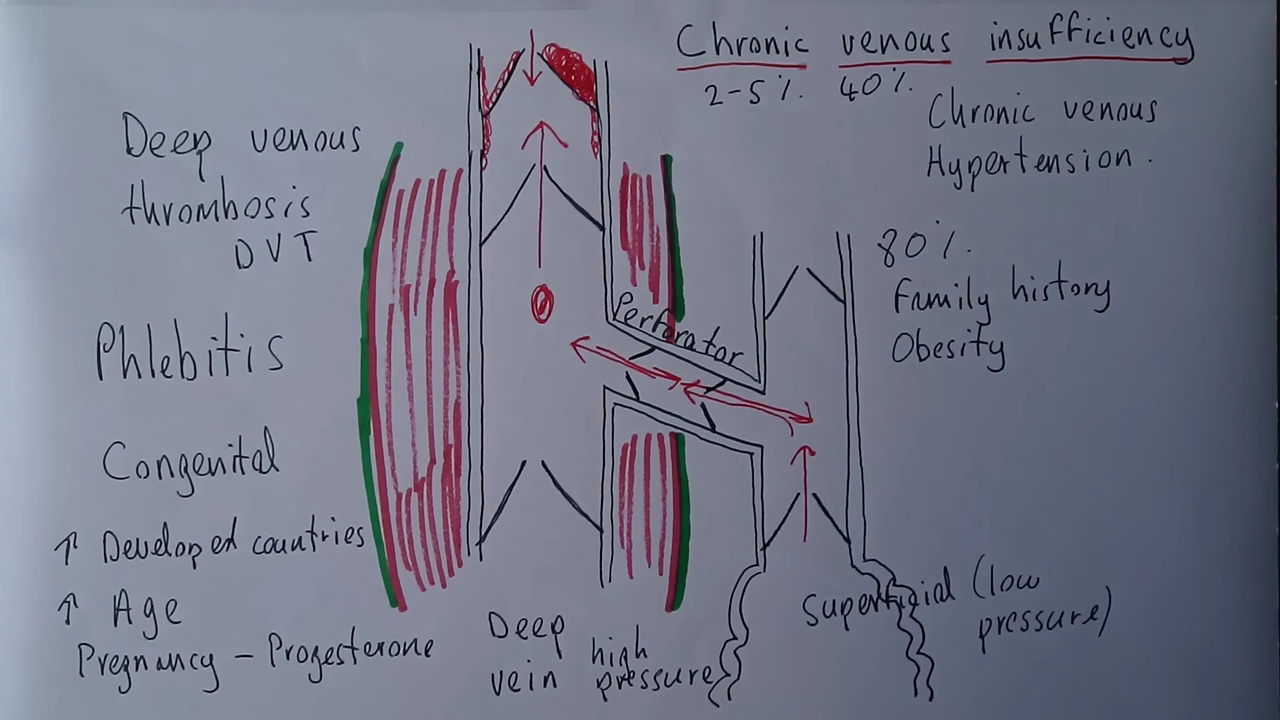 Chronic venous insufficiency
2-5%. 40%.
Chronic venous
Hypertension.
Deep venous
thrombosis
DVT
Phlebitis
Congenital
↑ Developed countries
↑ Age
Pregnancy - Progesterone
Perforator
80%.
Family history
Obesity
Deep
vein
high
pressure
Superficial (low
pressure)